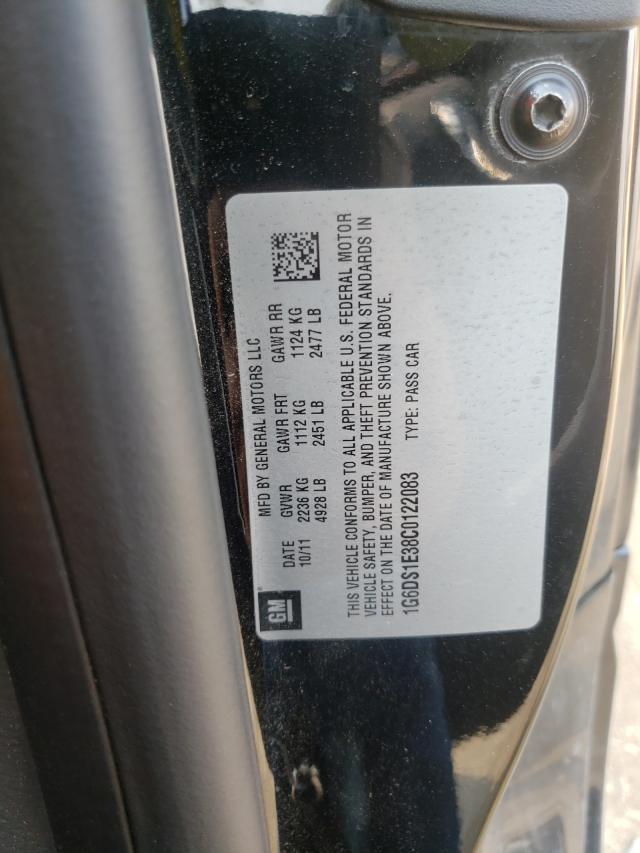 GM®
MFD BY GENERAL MOTORS LLC
DATE GVWR GAWR FRT GAWR RR
10/11 2236 KG 1112 KG 1124 KG
4928 LB 2451 LB 2477 LB
THIS VEHICLE CONFORMS TO ALL APPLICABLE U.S. FEDERAL MOTOR
VEHICLE SAFETY, BUMPER, AND THEFT PREVENTION STANDARDS IN
EFFECT ON THE DATE OF MANUFACTURE SHOWN ABOVE.
1G6DS1E38C0122083 TYPE: PASS CAR